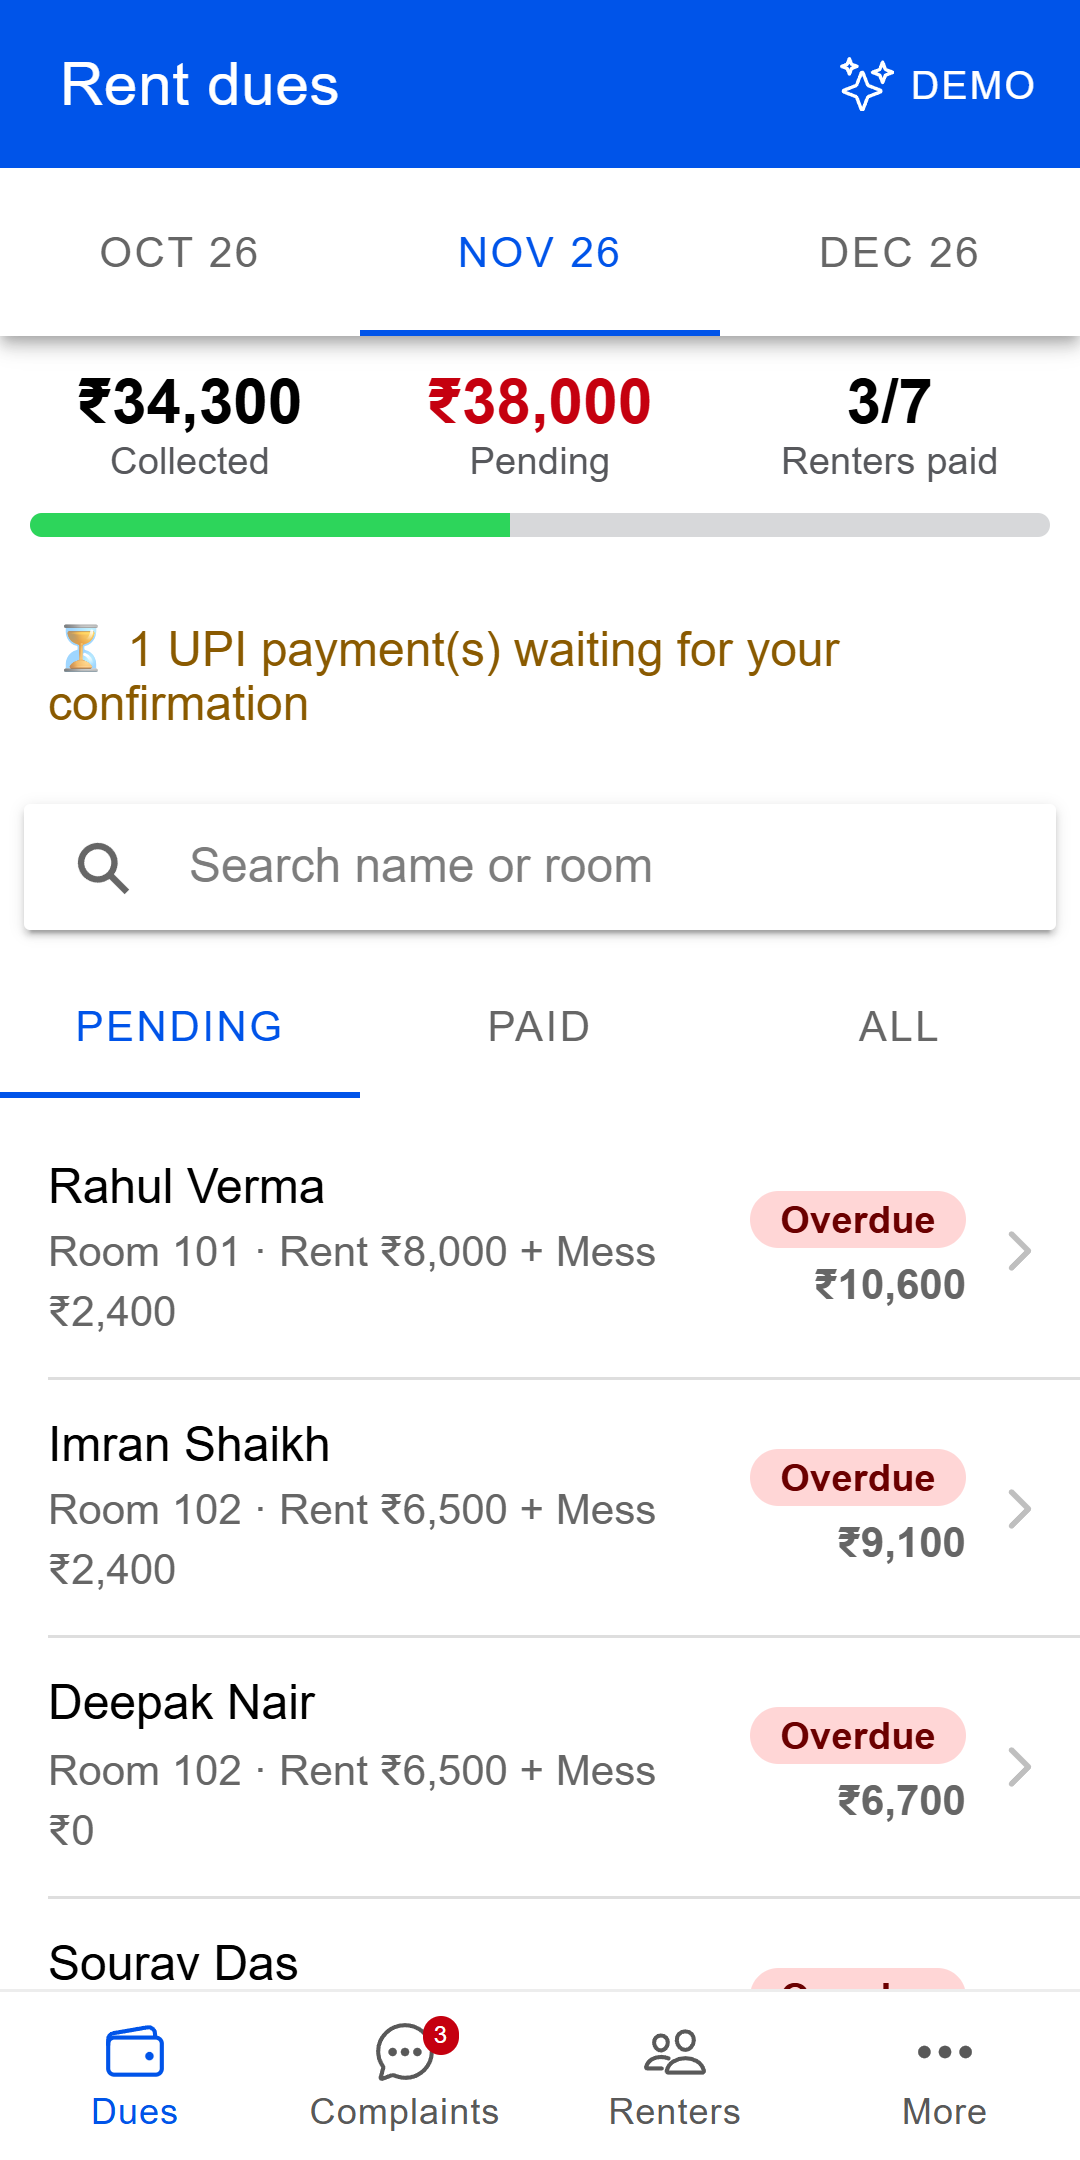 Rent dues
DEMO
OCT 26
NOV 26
DEC 26
₹34,300
₹38,000
3/7
Collected
Pending
Renters paid
⏳ 1 UPI payment(s) waiting for your
confirmation
Search name or room
PENDING
PAID
ALL
Rahul Verma
Room 101 · Rent ₹8,000 + Mess
₹2,400
Overdue
₹10,600
Imran Shaikh
Room 102 · Rent ₹6,500 + Mess
₹2,400
Overdue
₹9,100
Deepak Nair
Room 102 · Rent ₹6,500 + Mess
₹0
Overdue
₹6,700
Sourav Das
3
Dues
Complaints
Renters
More